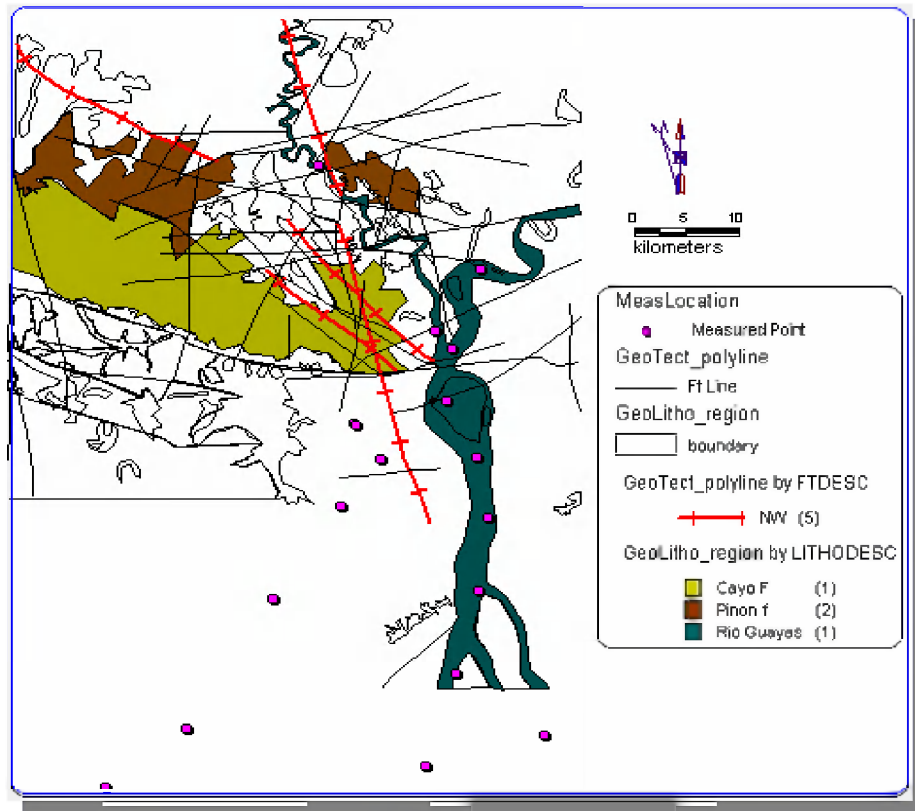 0 5 10
kilometers
MeasLocation
Measured Point
GeoTect_polyline
Ft Line
GeoLitho_region
boundary
GeoTect_polyline by FTDESC
NW (5)
GeoLitho_region by LITHODESC
Cayo F (1)
Pinon f (2)
Rio Guayas (1)